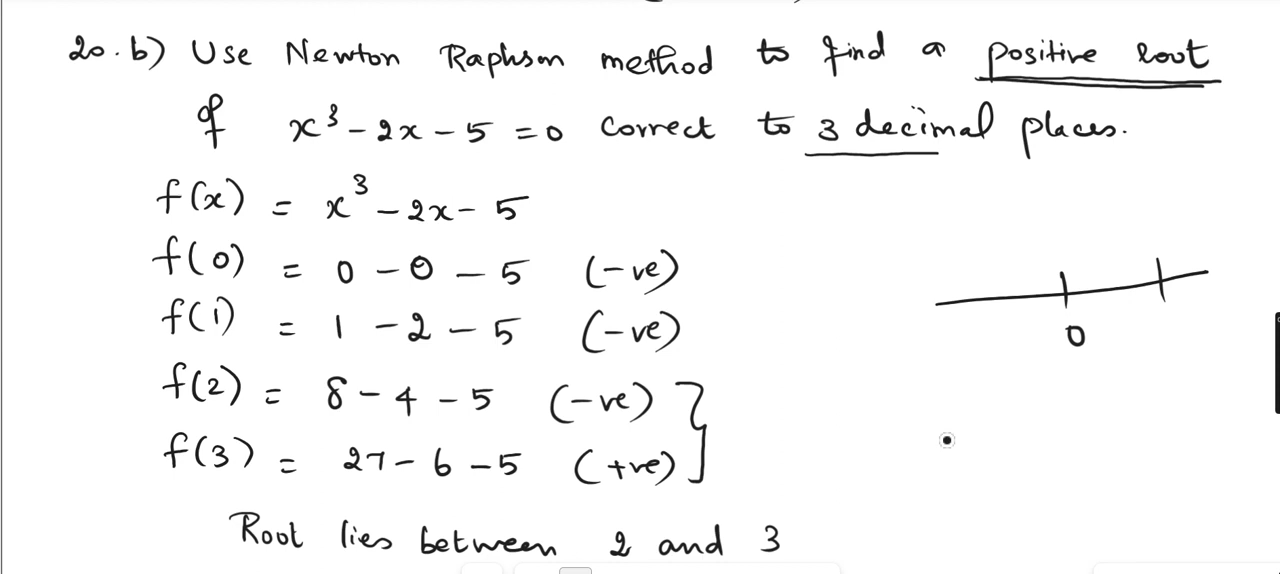 20.b) Use Newton Raphson method to find a positive root
of x³ - 2x - 5 = 0 correct to 3 decimal places.
f(x) = x³ - 2x - 5
f(0) = 0 - 0 - 5 (-ve)
f(1) = 1 - 2 - 5 (-ve)
0
f(2) = 8 - 4 - 5 (-ve)
f(3) = 27 - 6 - 5 (+ve)
Root lies between 2 and 3